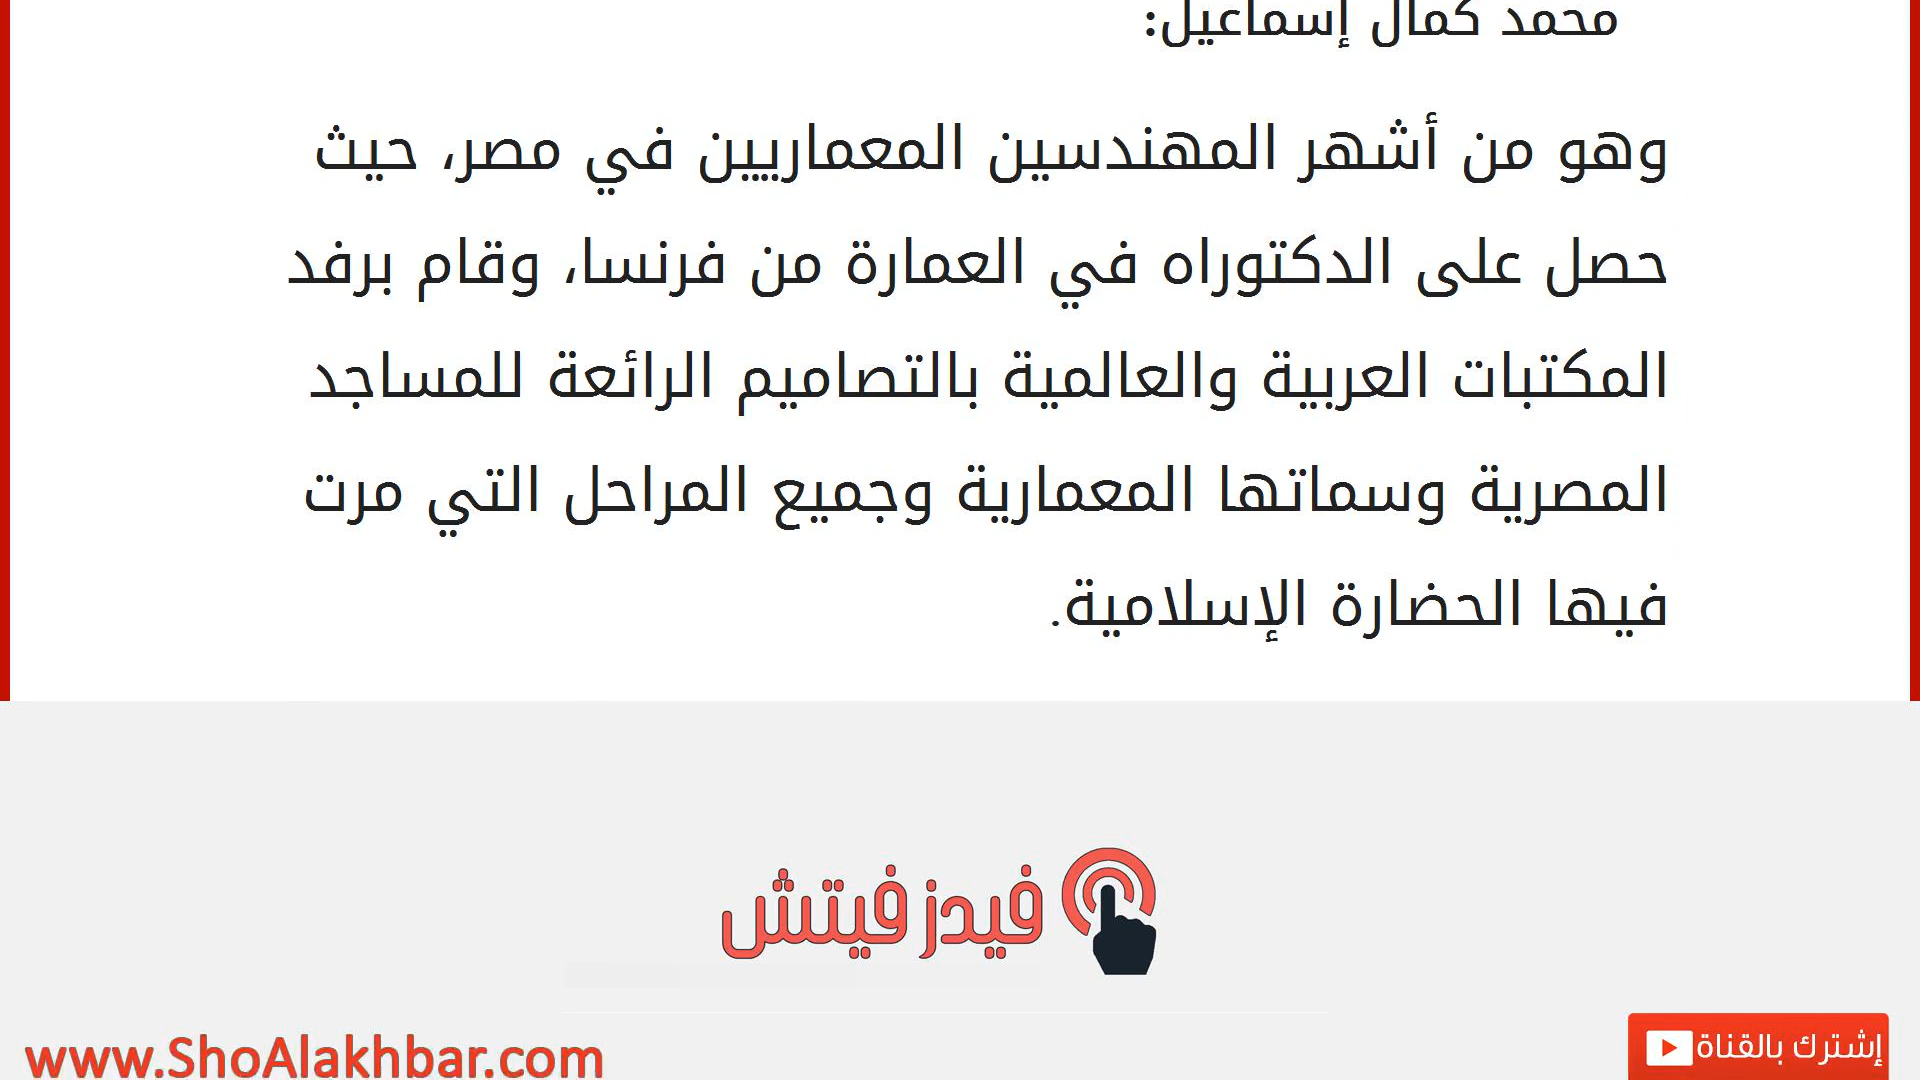 محمد كمال إسماعيل:
وهو من أشهر المهندسين المعماريين في مصر، حيث
حصل على الدكتوراه في العمارة من فرنسا، وقام برفد
المكتبات العربية والعالمية بالتصاميم الرائعة للمساجد
المصرية وسماتها المعمارية وجميع المراحل التي مرت
فيها الحضارة الإسلامية.
فيدز فيتش
www.ShoAlakhbar.com
إشترك بالقناة